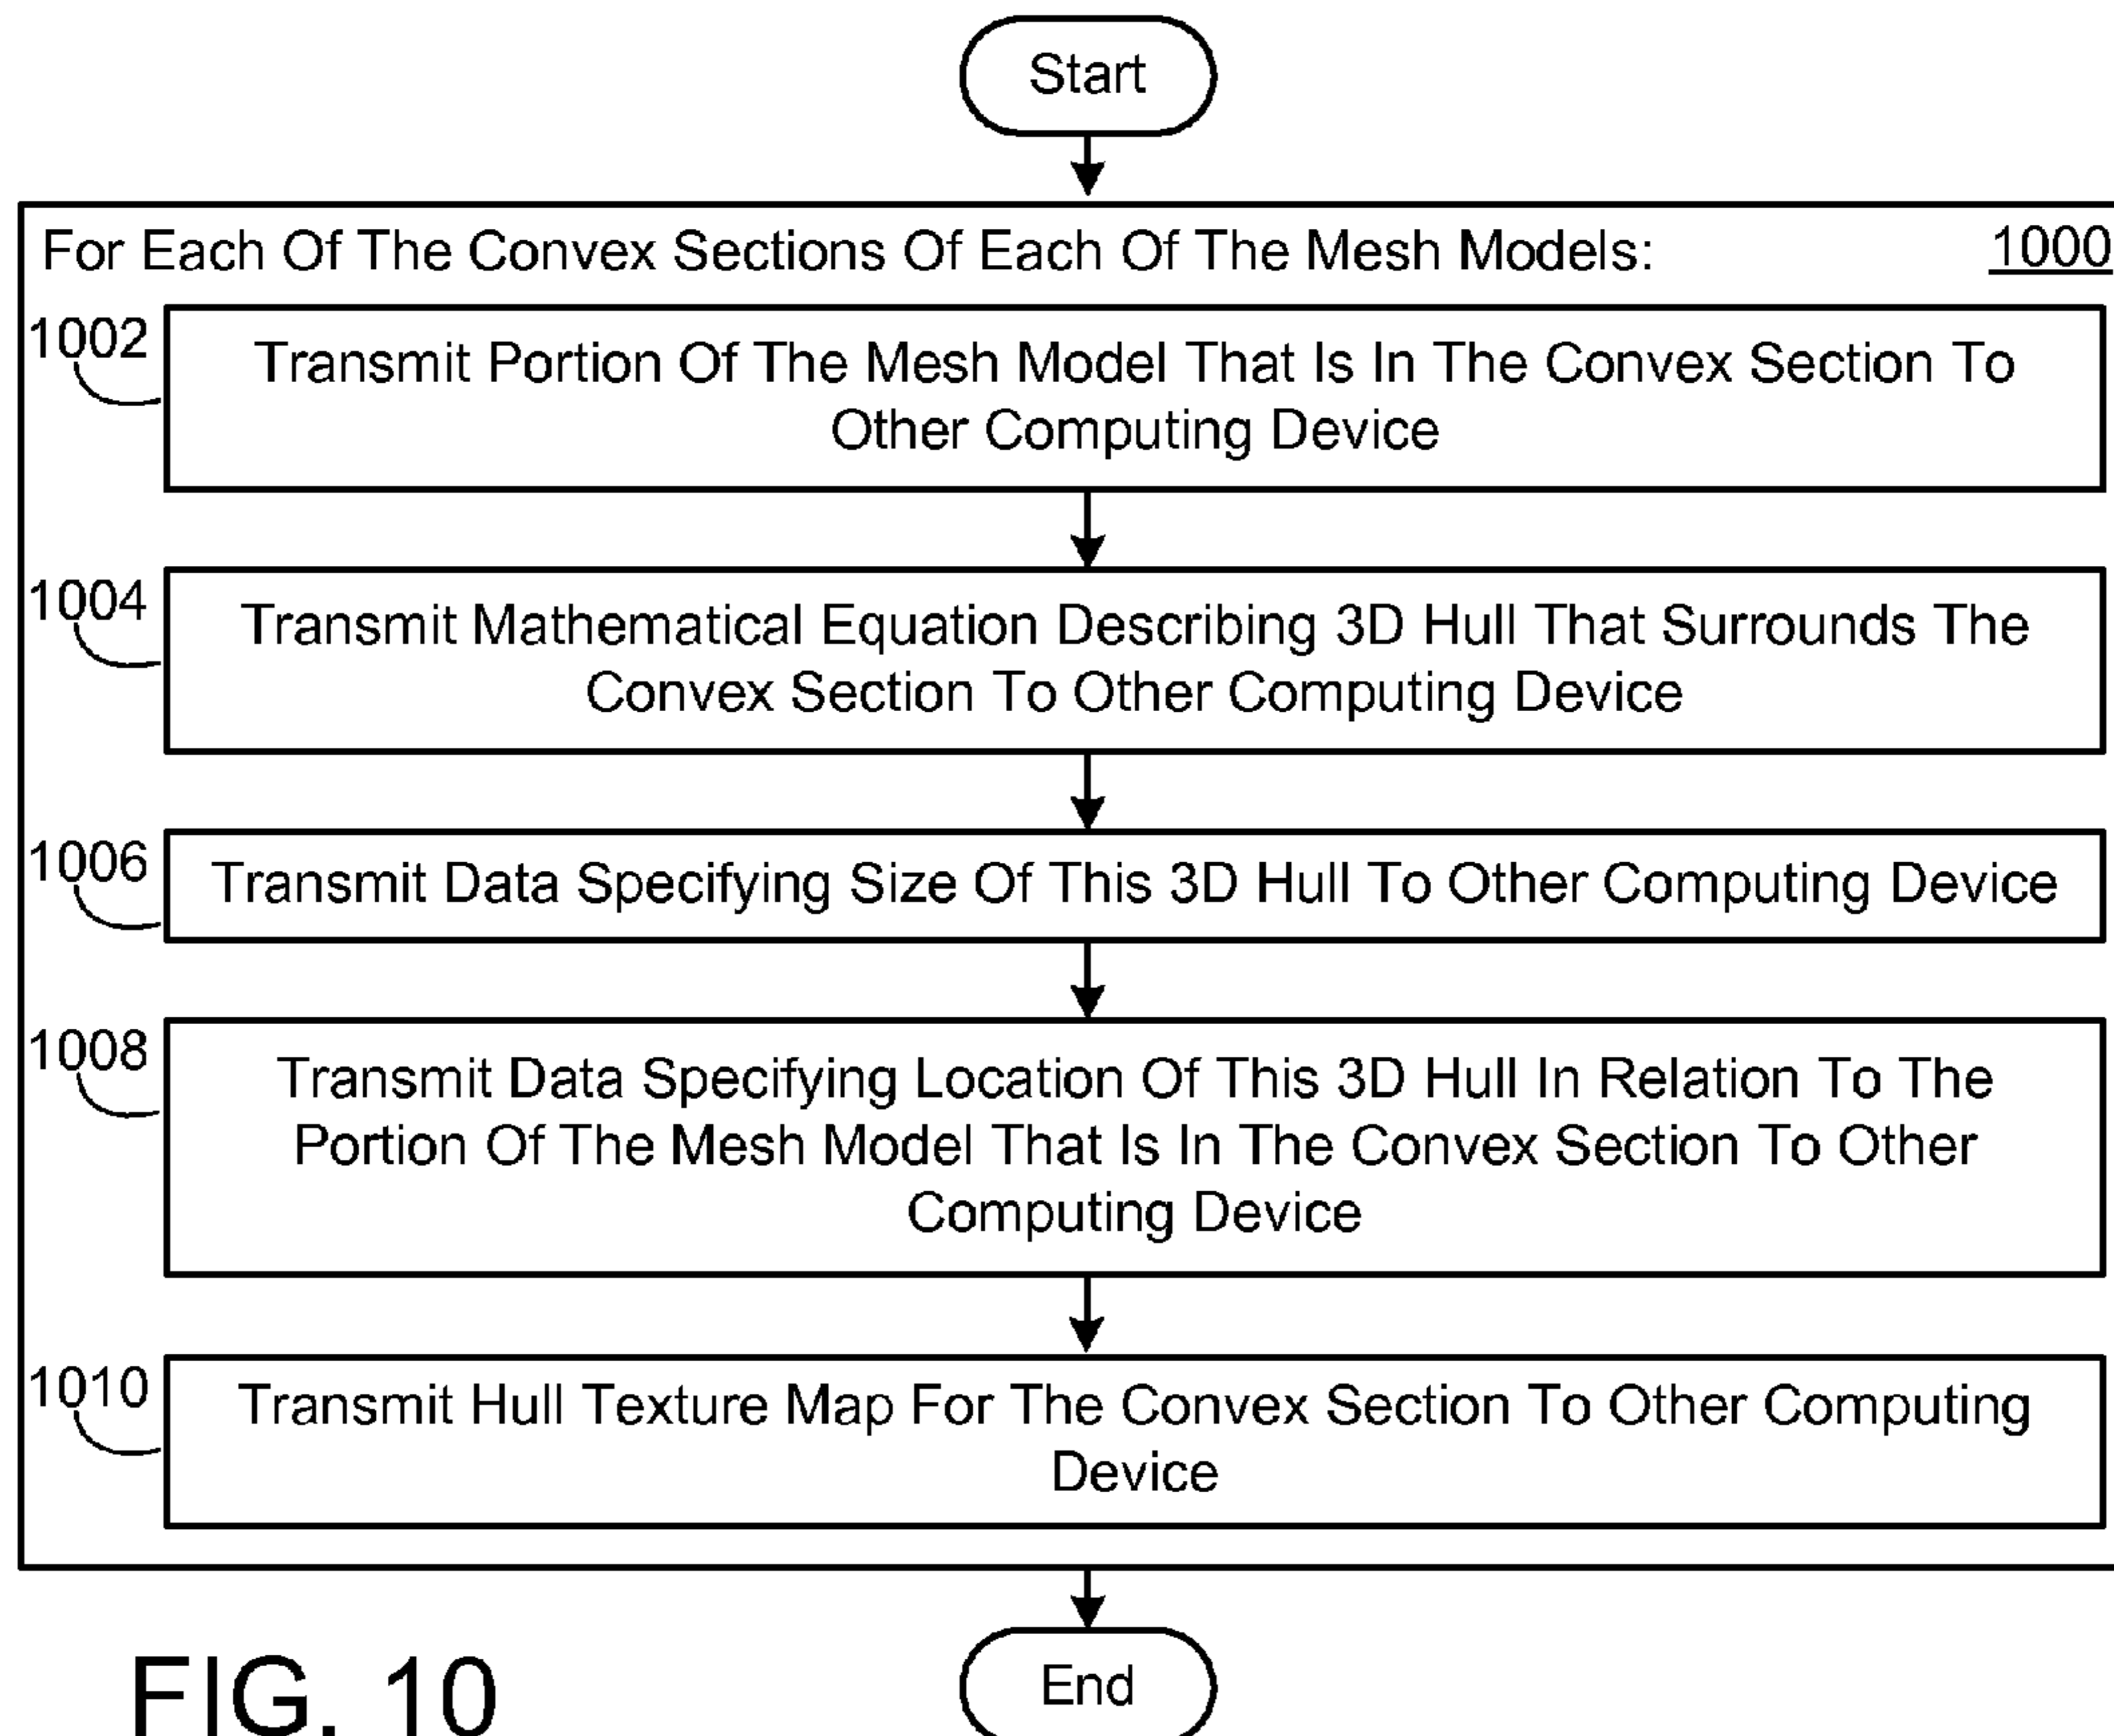 Start
For Each Of The Convex Sections Of Each Of The Mesh Models:
1000
1002
Transmit Portion Of The Mesh Model That Is In The Convex Section To
Other Computing Device
1004
Transmit Mathematical Equation Describing 3D Hull That Surrounds The
Convex Section To Other Computing Device
1006
Transmit Data Specifying Size Of This 3D Hull To Other Computing Device
1008
Transmit Data Specifying Location Of This 3D Hull In Relation To The
Portion Of The Mesh Model That Is In The Convex Section To Other
Computing Device
1010
Transmit Hull Texture Map For The Convex Section To Other Computing
Device
End
FIG. 10